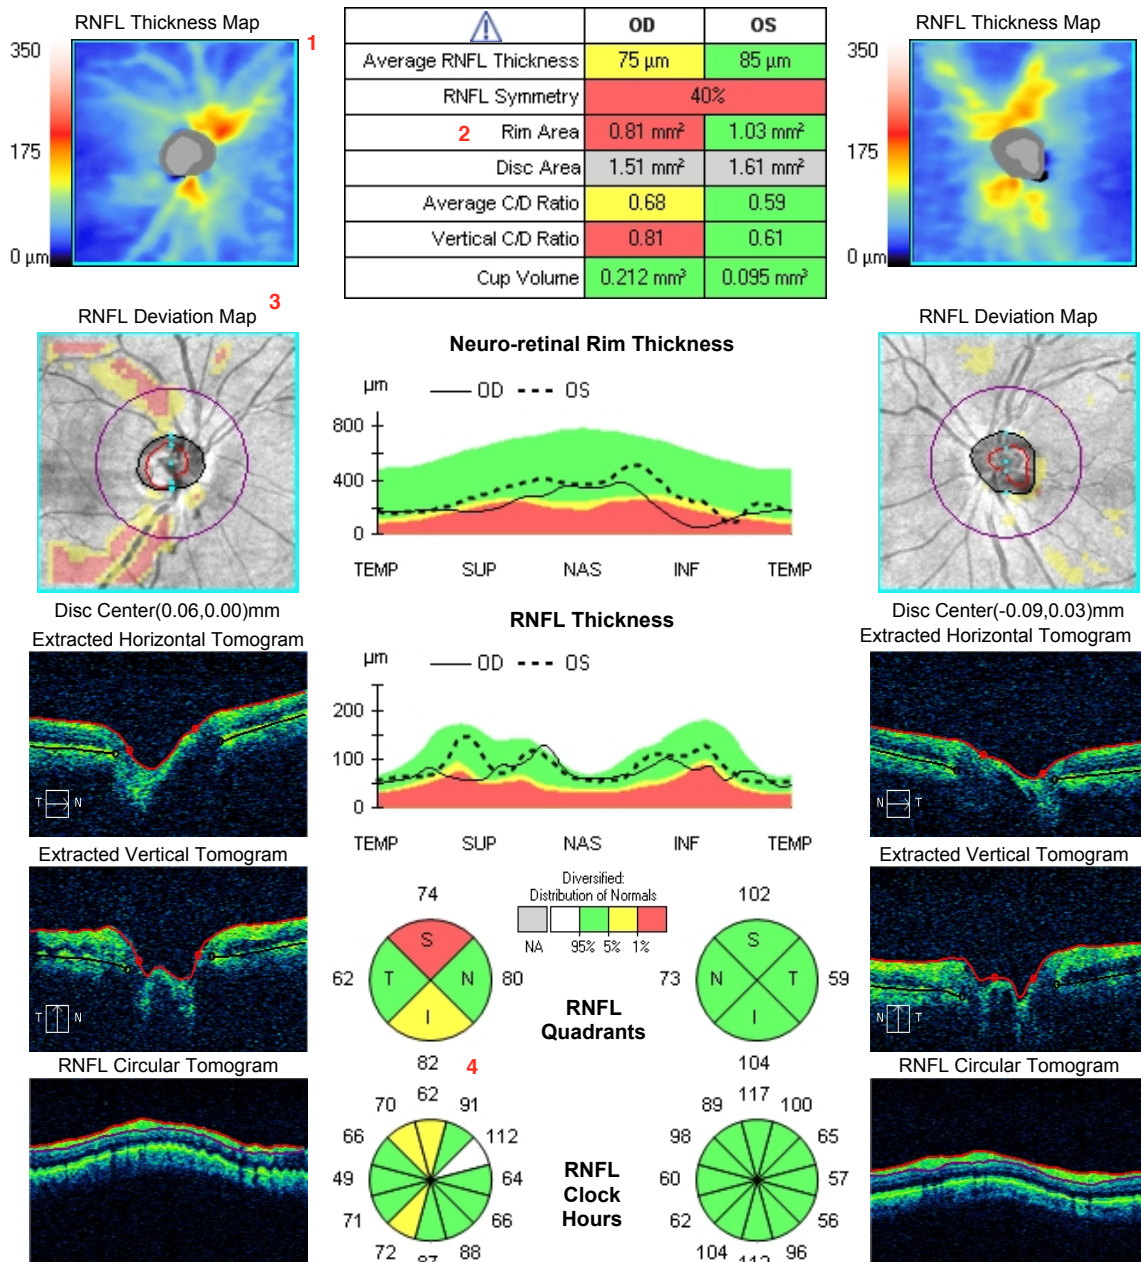 RNFL Thickness Map
350
175
0 µm
1
OD OS
Average RNFL Thickness 75 µm 85 µm
RNFL Symmetry 40%
2
Rim Area 0.81 mm² 1.03 mm²
Disc Area 1.51 mm² 1.61 mm²
Average C/D Ratio 0.68 0.59
Vertical C/D Ratio 0.81 0.61
Cup Volume 0.212 mm³ 0.095 mm³
RNFL Thickness Map
350
175
0 µm
3
RNFL Deviation Map
Disc Center(0.06,0.00)mm
Neuro-retinal Rim Thickness
µm
OD OS
800
400
0
TEMP SUP NAS INF TEMP
RNFL Deviation Map
Disc Center(-0.09,0.03)mm
Extracted Horizontal Tomogram
T N
RNFL Thickness
µm
OD OS
200
100
0
TEMP SUP NAS INF TEMP
Extracted Horizontal Tomogram
N T
Extracted Vertical Tomogram
T N
Diversified:
Distribution of Normals
NA 95% 5% 1%
74
S
62 T N 80
I
82
RNFL
Quadrants
102
S
73 N T 59
I
104
Extracted Vertical Tomogram
N T
RNFL Circular Tomogram
4
62
70 91
66 112
49 64
71 66
72 88
87
RNFL
Clock
Hours
117
89 100
98 65
60 57
62 56
104 96
RNFL Circular Tomogram